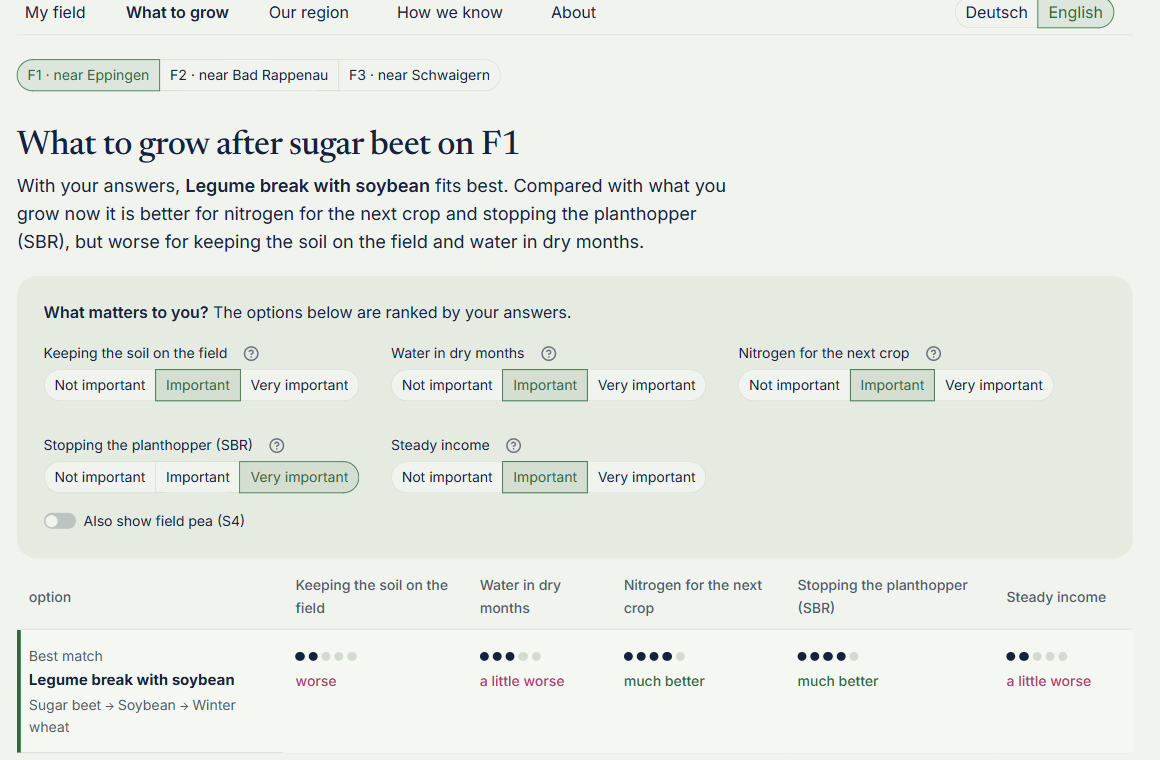 My field What to grow Our region How we know About Deutsch English
F1 · near Eppingen F2 · near Bad Rappenau F3 · near Schwaigern
What to grow after sugar beet on F1
With your answers, Legume break with soybean fits best. Compared with what you
grow now it is better for nitrogen for the next crop and stopping the planthopper
(SBR), but worse for keeping the soil on the field and water in dry months.
What matters to you? The options below are ranked by your answers.
Keeping the soil on the field ?
Not important Important Very important
Water in dry months ?
Not important Important Very important
Nitrogen for the next crop ?
Not important Important Very important
Stopping the planthopper (SBR) ?
Not important Important Very important
Steady income ?
Not important Important Very important
Also show field pea (S4)
option
Keeping the soil on the
field
Water in dry
months
Nitrogen for the next
crop
Stopping the planthopper
(SBR)
Steady income
Best match
Legume break with soybean
Sugar beet → Soybean → Winter
wheat
worse
a little worse
much better
much better
a little worse